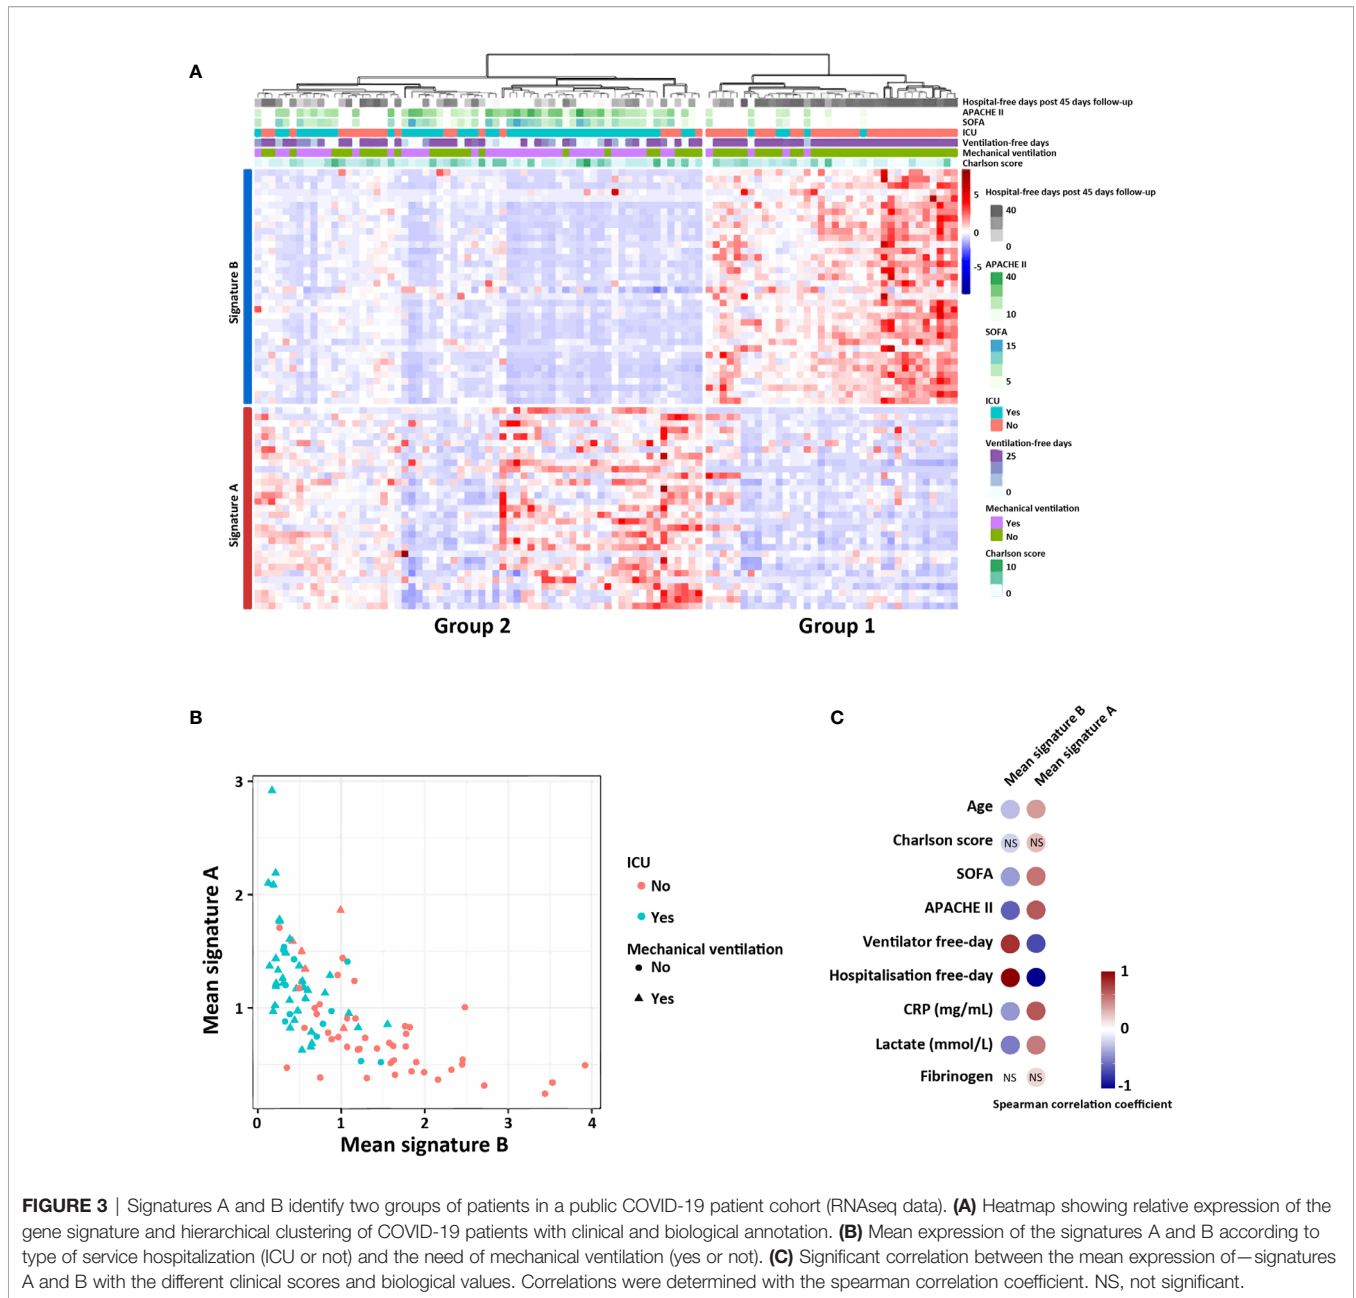 A
Hospital-free days post 45 days follow-up
APACHE II
SOFA
ICU
Ventilation-free days
Mechanical ventilation
Charlson score
Signature B
Signature A
5
0
-5
Hospital-free days post 45 days follow-up
40
0
APACHE II
40
10
SOFA
15
5
ICU
Yes
No
Ventilation-free days
25
0
Mechanical ventilation
Yes
No
Charlson score
10
0
Group 2
Group 1
B
Mean signature A
3
2
1
0
1
2
3
4
Mean signature B
ICU
No
Yes
Mechanical ventilation
No
Yes
C
Mean signature B
Mean signature A
Age
Charlson score NS NS
SOFA
APACHE II
Ventilator free-day
Hospitalisation free-day
CRP (mg/mL)
Lactate (mmol/L)
Fibrinogen NS NS
1
0
-1
Spearman correlation coefficient
FIGURE 3 | Signatures A and B identify two groups of patients in a public COVID-19 patient cohort (RNAseq data). (A) Heatmap showing relative expression of the
gene signature and hierarchical clustering of COVID-19 patients with clinical and biological annotation. (B) Mean expression of the signatures A and B according to
type of service hospitalization (ICU or not) and the need of mechanical ventilation (yes or not). (C) Significant correlation between the mean expression of—signatures
A and B with the different clinical scores and biological values. Correlations were determined with the spearman correlation coefficient. NS, not significant.